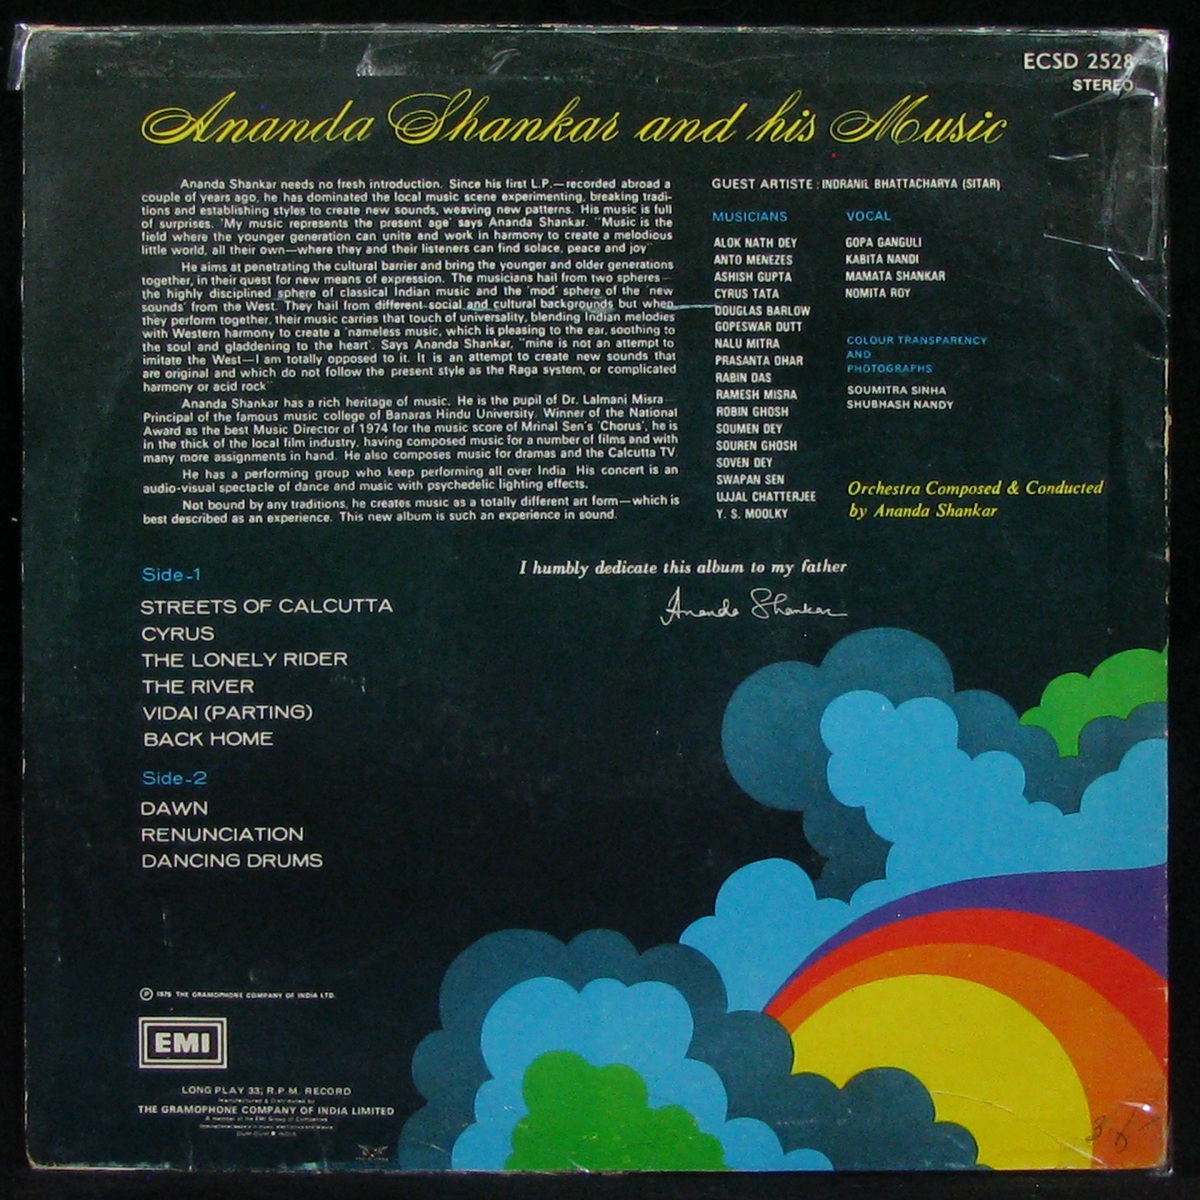 ECSD 2528
STEREO
Ananda Shankar and his Music
Ananda Shankar needs no fresh introduction. Since his first L.P.—recorded abroad a
couple of years ago, he has dominated the local music scene experimenting, breaking tradi-
tions and establishing styles to create new sounds, weaving new patterns. His music is full
of surprises. 'My music represents the present age' says Ananda Shankar. "Music is the
field where the younger generation can unite and work in harmony to create a melodious
little world, all their own—where they and their listeners can find solace, peace and joy"
He aims at penetrating the cultural barrier and bring the younger and older generations
together, in their quest for new means of expression. The musicians hail from two spheres—
the highly disciplined sphere of classical Indian music and the 'mod' sphere of the 'new
sounds' from the West. They hail from different social and cultural backgrounds but when
they perform together, their music carries that touch of universality, blending Indian melodies
with Western harmony to create a 'nameless music, which is pleasing to the ear, soothing to
the soul and gladdening to the heart'. Says Ananda Shankar, "mine is not an attempt to
imitate the West—I am totally opposed to it. It is an attempt to create new sounds that
are original and which do not follow the present style as the Raga system, or complicated
harmony or acid rock"
Ananda Shankar has a rich heritage of music. He is the pupil of Dr. Lalmani Misra—
Principal of the famous music college of Banaras Hindu University. Winner of the National
Award as the best Music Director of 1974 for the music score of Mrinal Sen's 'Chorus', he is
in the thick of the local film industry, having composed music for a number of films and with
many more assignments in hand. He also composes music for dramas and the Calcutta TV.
He has a performing group who keep performing all over India. His concert is an
audio-visual spectacle of dance and music with psychedelic lighting effects.
Not bound by any traditions, he creates music as a totally different art form—which is
best described as an experience. This new album is such an experience in sound.
GUEST ARTISTE : INDRANIL BHATTACHARYA (SITAR)
MUSICIANS
ALOK NATH DEY
ANTO MENEZES
ASHISH GUPTA
CYRUS TATA
DOUGLAS BARLOW
GOPESWAR DUTT
NALU MITRA
PRASANTA DHAR
RABIN DAS
RAMESH MISRA
ROBIN GHOSH
SOUMEN DEY
SOUREN GHOSH
SOVEN DEY
SWAPAN SEN
UJJAL CHATTERJEE
Y. S. MOOLKY
VOCAL
GOPA GANGULI
KABITA NANDI
MAMATA SHANKAR
NOMITA ROY
COLOUR TRANSPARENCY
AND
PHOTOGRAPHS
SOUMITRA SINHA
SHUBHASH NANDY
Orchestra Composed & Conducted
by Ananda Shankar
I humbly dedicate this album to my father
Ananda Shankar
Side-1
STREETS OF CALCUTTA
CYRUS
THE LONELY RIDER
THE RIVER
VIDAI (PARTING)
BACK HOME
Side-2
DAWN
RENUNCIATION
DANCING DRUMS
Ⓟ 1975 THE GRAMOPHONE COMPANY OF INDIA LTD.
EMI
LONG PLAY 33⅓ R.P.M. RECORD
Manufactured & Distributed by
THE GRAMOPHONE COMPANY OF INDIA LIMITED
A member of the EMI Group of Companies
DUM DUM INDIA